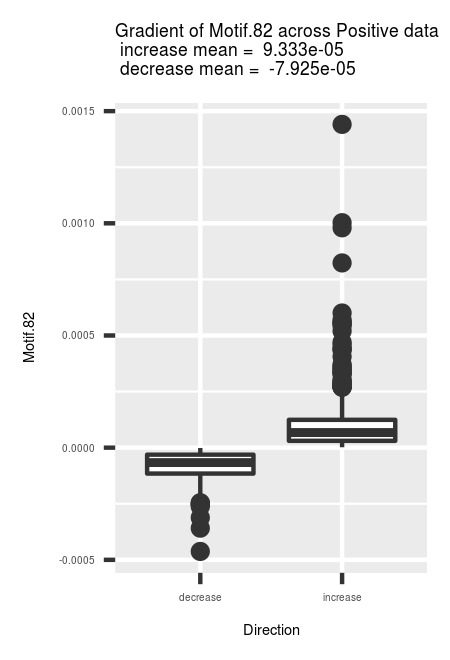 Gradient of Motif.82 across Positive data
increase mean =  9.333e-05
decrease mean =  -7.925e-05
0.0015
0.0010
0.0005
0.0000
-0.0005
Motif.82
decrease
increase
Direction